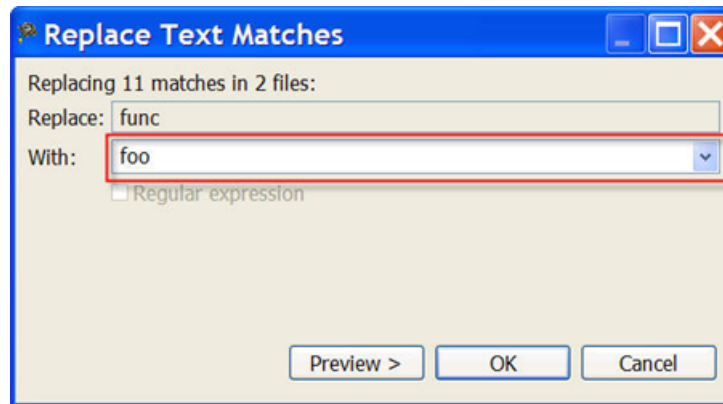 Replace Text Matches
Replacing 11 matches in 2 files:
Replace: func
With: foo
Regular expression
Preview > OK Cancel